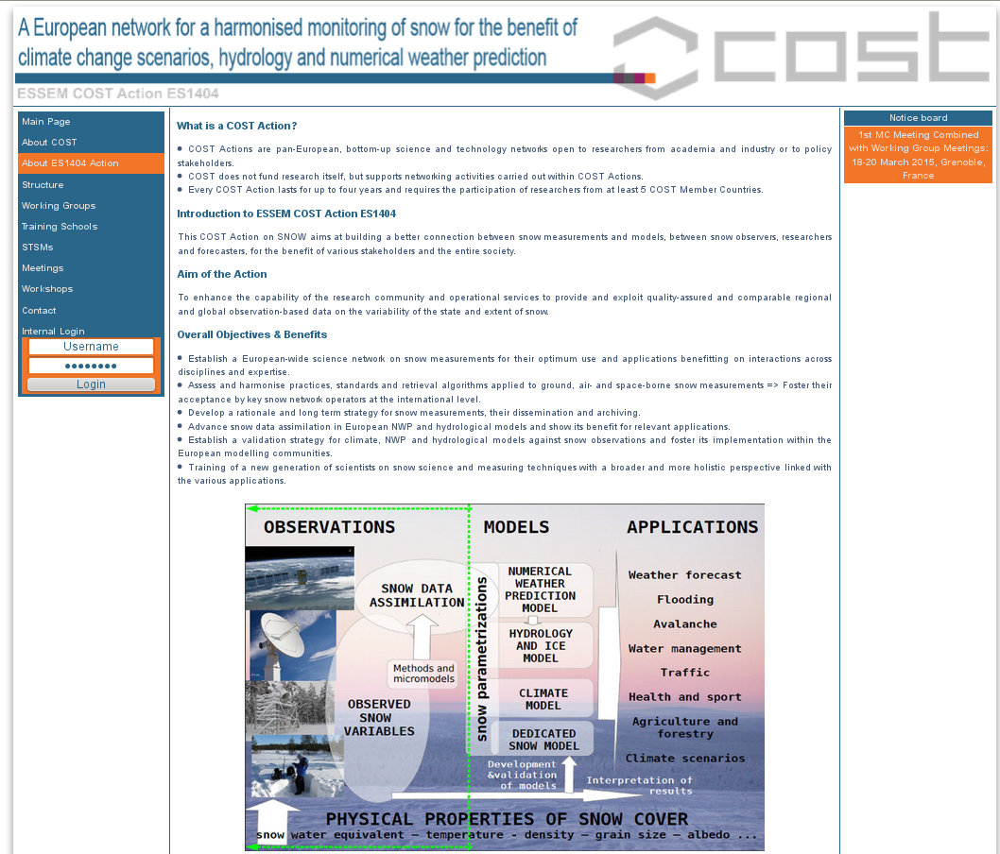 A European network for a harmonised monitoring of snow for the benefit of
climate change scenarios, hydrology and numerical weather prediction
cost
ESSEM COST Action ES1404
Main Page
About COST
About ES1404 Action
Structure
Working Groups
Training Schools
STSMs
Meetings
Workshops
Contact
Internal Login
Username
••••••••
Login
What is a COST Action?
• COST Actions are pan-European, bottom-up science and technology networks open to researchers from academia and industry or to policy
stakeholders.
• COST does not fund research itself, but supports networking activities carried out within COST Actions.
• Every COST Action lasts for up to four years and requires the participation of researchers from at least 5 COST Member Countries.
Introduction to ESSEM COST Action ES1404
This COST Action on SNOW aims at building a better connection between snow measurements and models, between snow observers, researchers
and forecasters, for the benefit of various stakeholders and the entire society.
Aim of the Action
To enhance the capability of the research community and operational services to provide and exploit quality-assured and comparable regional
and global observation-based data on the variability of the state and extent of snow.
Overall Objectives & Benefits
• Establish a European-wide science network on snow measurements for their optimum use and applications benefitting on interactions across
disciplines and expertise.
• Assess and harmonise practices, standards and retrieval algorithms applied to ground, air- and space-borne snow measurements => Foster their
acceptance by key snow network operators at the international level.
• Develop a rationale and long term strategy for snow measurements, their dissemination and archiving.
• Advance snow data assimilation in European NWP and hydrological models and show its benefit for relevant applications.
• Establish a validation strategy for climate, NWP and hydrological models against snow observations and foster its implementation within the
European modelling communities.
• Training of a new generation of scientists on snow science and measuring techniques with a broader and more holistic perspective linked with
the various applications.
Notice board
1st MC Meeting Combined
with Working Group Meetings:
18-20 March 2015, Grenoble,
France
OBSERVATIONS
MODELS
APPLICATIONS
SNOW DATA
ASSIMILATION
Methods and
micromodels
OBSERVED
SNOW
VARIABLES
snow parametrizations
NUMERICAL
WEATHER
PREDICTION
MODEL
HYDROLOGY
AND ICE
MODEL
CLIMATE
MODEL
DEDICATED
SNOW MODEL
Development
&validation
of models
Interpretation of
results
Weather forecast
Flooding
Avalanche
Water management
Traffic
Health and sport
Agriculture and
forestry
Climate scenarios
PHYSICAL PROPERTIES OF SNOW COVER
snow water equivalent – temperature - density – grain size – albedo ...